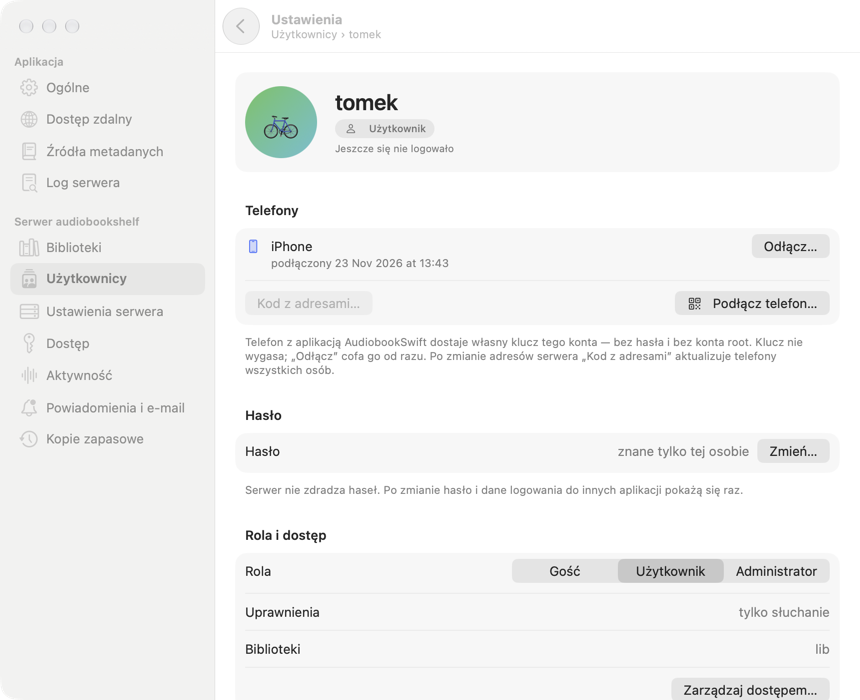 Ustawienia
Użytkownicy › tomek
Aplikacja
Ogólne
Dostęp zdalny
Źródła metadanych
Log serwera
Serwer audiobookshelf
Biblioteki
Użytkownicy
Ustawienia serwera
Dostęp
Aktywność
Powiadomienia i e-mail
Kopie zapasowe
tomek
Użytkownik
Jeszcze się nie logowało
Telefony
iPhone
Odłącz...
podłączony 23 Nov 2026 at 13:43
Kod z adresami...
Podłącz telefon...
Telefon z aplikacją AudiobookSwift dostaje własny klucz tego konta — bez hasła i bez konta root. Klucz nie
wygasa; „Odłącz” cofa go od razu. Po zmianie adresów serwera „Kod z adresami” aktualizuje telefony
wszystkich osób.
Hasło
Hasło
znane tylko tej osobie
Zmień...
Serwer nie zdradza haseł. Po zmianie hasło i dane logowania do innych aplikacji pokażą się raz.
Rola i dostęp
Rola
Gość
Użytkownik
Administrator
Uprawnienia
tylko słuchanie
Biblioteki
lib
Zarządzaj dostępem...